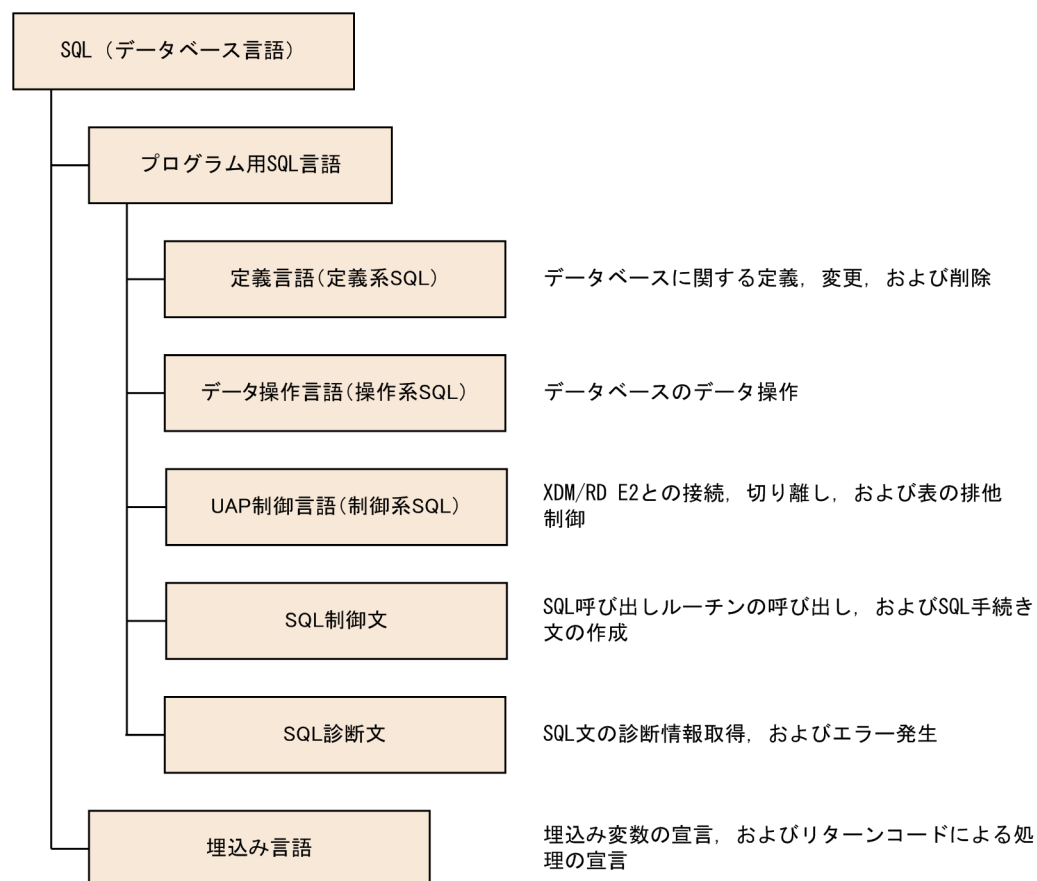 SQL（データベース言語）
プログラム用SQL言語
定義言語(定義系SQL)
データベースに関する定義，変更，および削除
データ操作言語(操作系SQL)
データベースのデータ操作
UAP制御言語(制御系SQL)
XDM/RD E2との接続，切り離し，および表の排他
制御
SQL制御文
SQL呼び出しルーチンの呼び出し，およびSQL手続き
文の作成
SQL診断文
SQL文の診断情報取得，およびエラー発生
埋込み言語
埋込み変数の宣言，およびリターンコードによる処
理の宣言